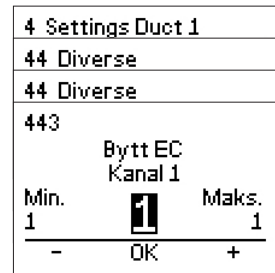 4 Settings Duct 1
44 Diverse
44 Diverse
443
Bytt EC
Kanal 1
Min. Maks.
1 1 1
- OK +